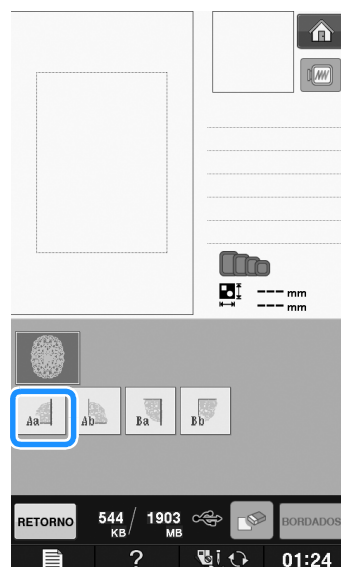 --- mm
--- mm
Aa Ab Ba Bb
RETORNO 544 KB / 1903 MB BORDADOS
? 01:24